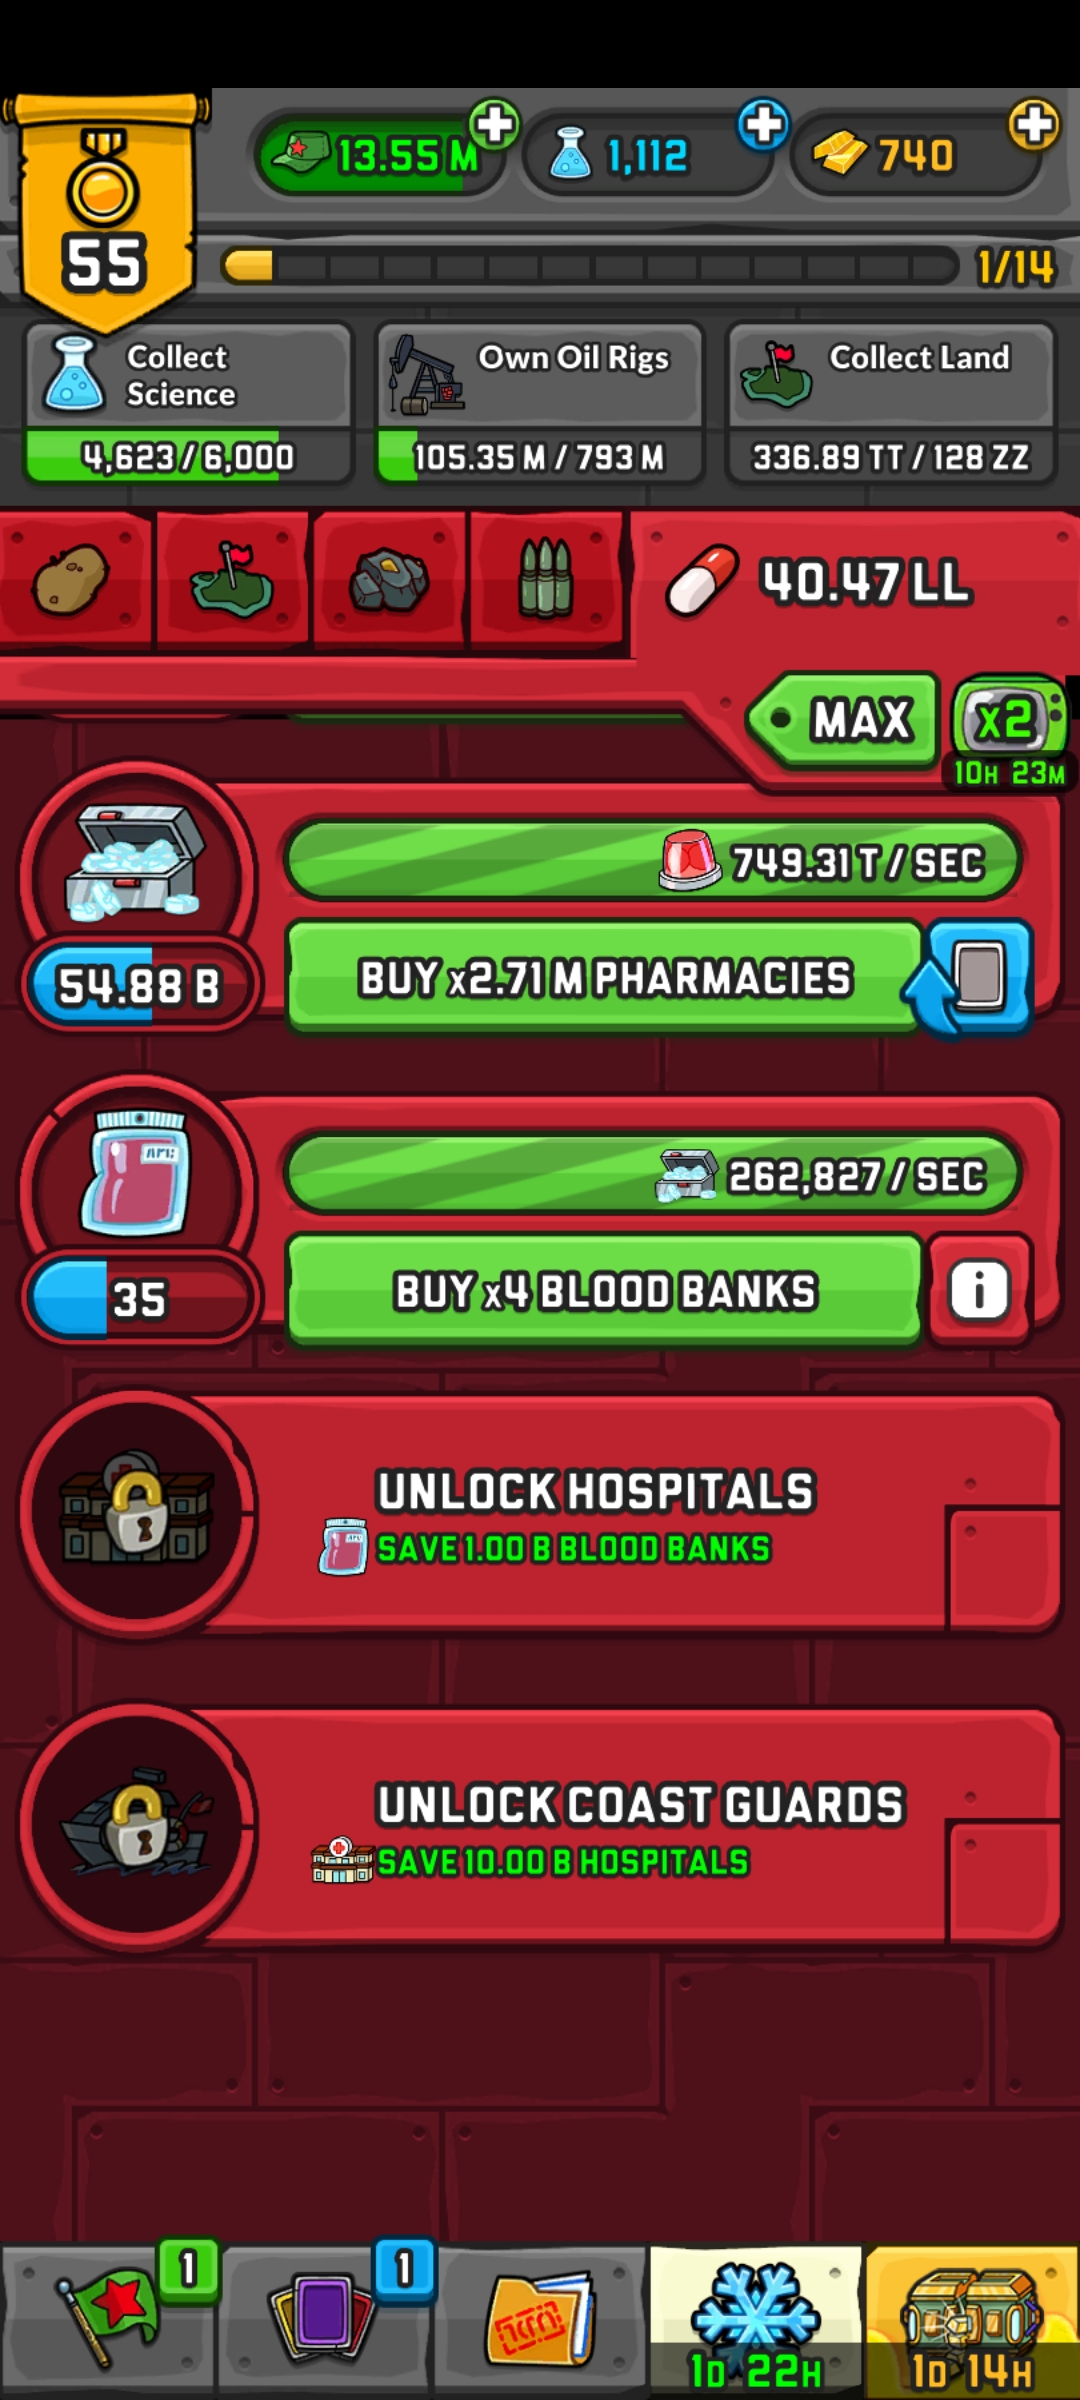 13.55 M
1,112
740
55
1/14
Collect
Science
4,623 / 6,000
Own Oil Rigs
105.35 M / 793 M
Collect Land
336.89 TT / 128 ZZ
40.47 LL
MAX
x2
10H 23M
749.31 T / SEC
54.88 B
BUY x2.71 M PHARMACIES
262,827 / SEC
35
BUY x4 BLOOD BANKS
i
UNLOCK HOSPITALS
SAVE 1.00 B BLOOD BANKS
UNLOCK COAST GUARDS
SAVE 10.00 B HOSPITALS
1
1
1D 22H
1D 14H